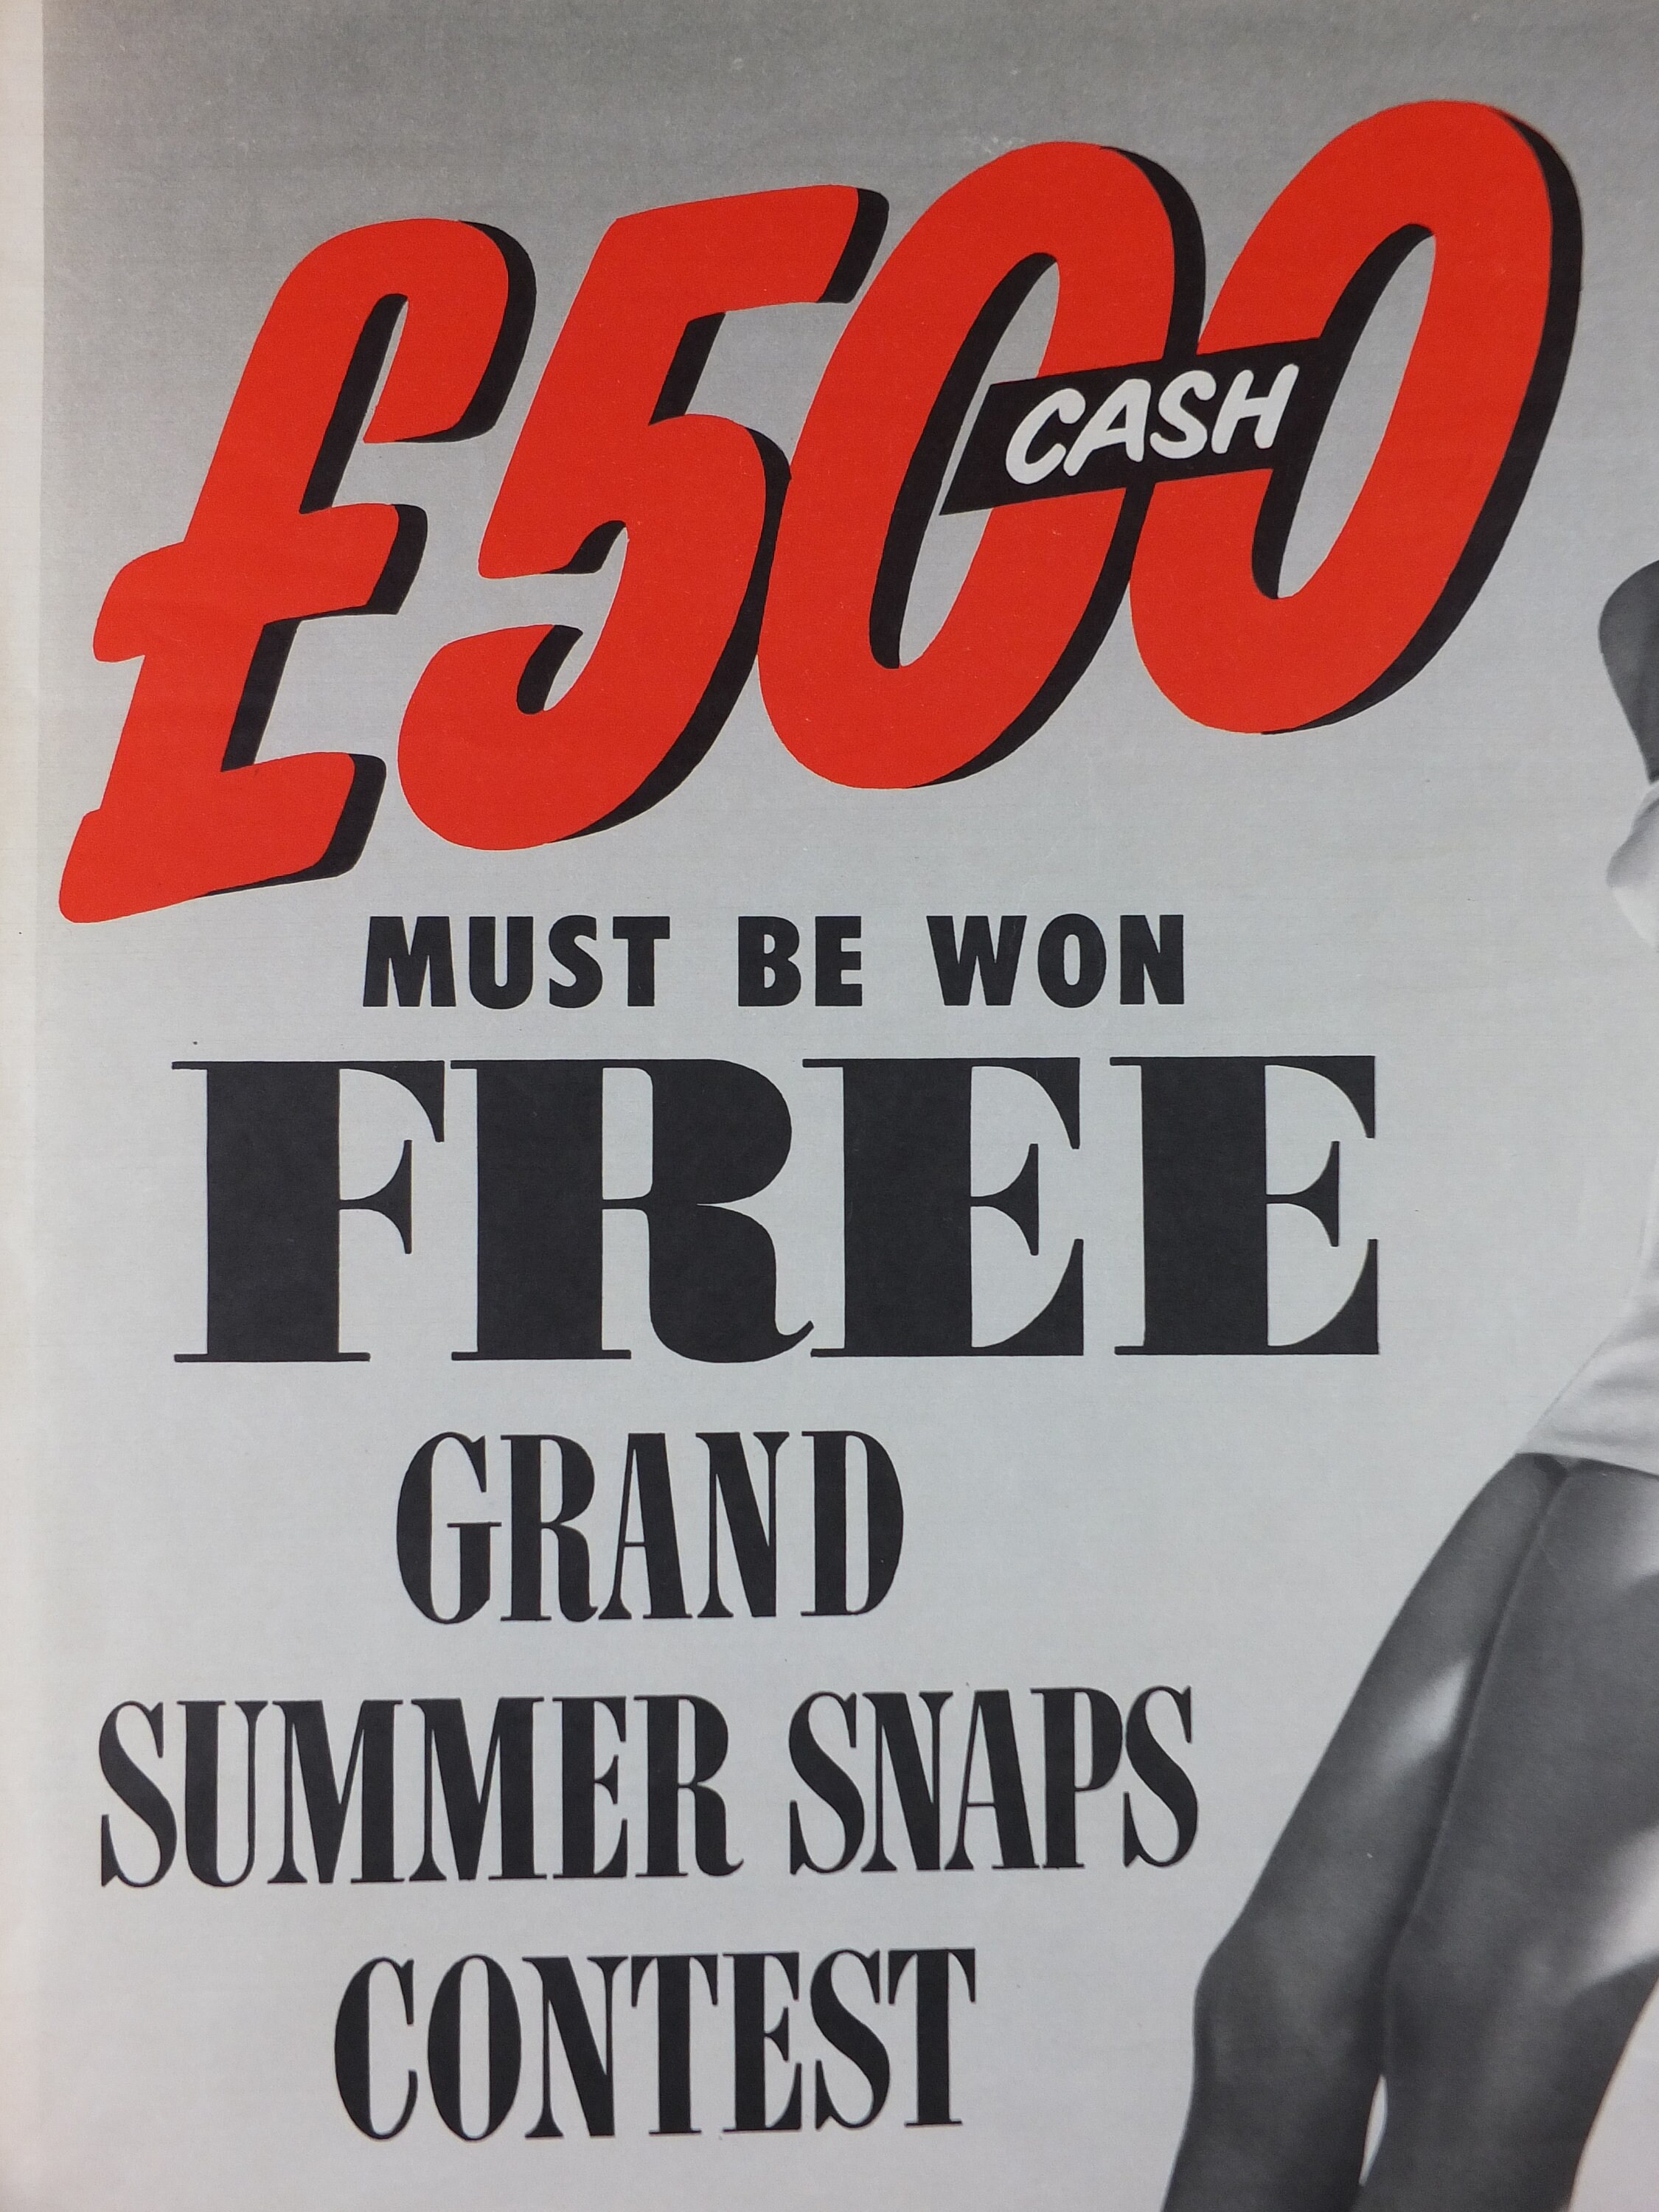 £500
CASH
MUST BE WON
FREE
GRAND
SUMMER SNAPS
CONTEST